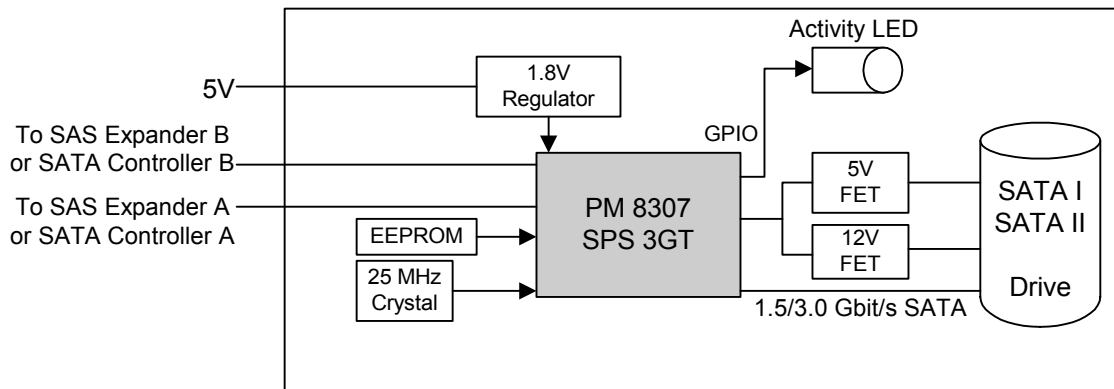 Activity LED
5V
1.8V
Regulator
To SAS Expander B
or SATA Controller B
GPIO
To SAS Expander A
or SATA Controller A
EEPROM
25 MHz
Crystal
PM 8307
SPS 3GT
5V
FET
12V
FET
SATA I
SATA II
Drive
1.5/3.0 Gbit/s SATA